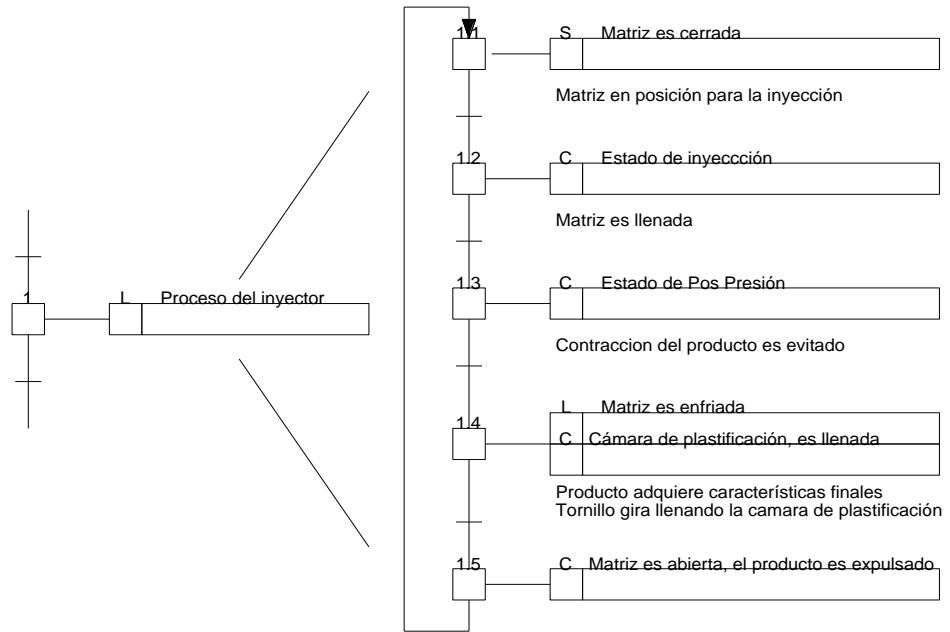 1.1 S Matriz es cerrada
Matriz en posición para la inyección
1.2 C Estado de inyeccción
Matriz es llenada
1 L Proceso del inyector
1.3 C Estado de Pos Presión
Contraccion del producto es evitado
L Matriz es enfriada
1.4 C Cámara de plastificación, es llenada
Producto adquiere características finales
Tornillo gira llenando la camara de plastificación
1.5 C Matriz es abierta, el producto es expulsado